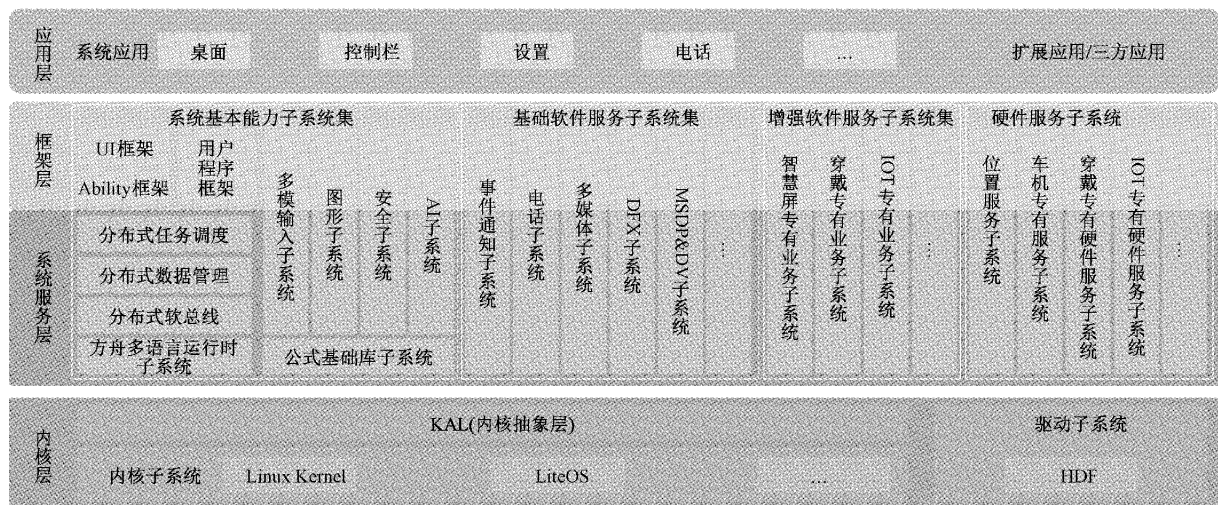 应用层
系统应用
桌面
控制栏
设置
电话
...
扩展应用/三方应用
框架层
系统服务层
系统基本能力子系统集
UI框架
Ability框架
用户
程序
框架
分布式任务调度
分布式数据管理
分布式软总线
方舟多语言运行时
子系统
多模输入子系统
图形子系统
安全子系统
AI子系统
公式基础库子系统
基础软件服务子系统集
事件通知子系统
电话子系统
多媒体子系统
DFX子系统
MSDP&DV子系统
...
增强软件服务子系统集
智慧屏专有业务子系统
穿戴专有业务子系统
IOT专有业务子系统
...
硬件服务子系统
位置服务子系统
车机专有服务子系统
穿戴专有硬件服务子系统
IOT专有硬件服务子系统
...
内核层
KAL(内核抽象层)
内核子系统
Linux Kernel
LiteOS
...
驱动子系统
HDF